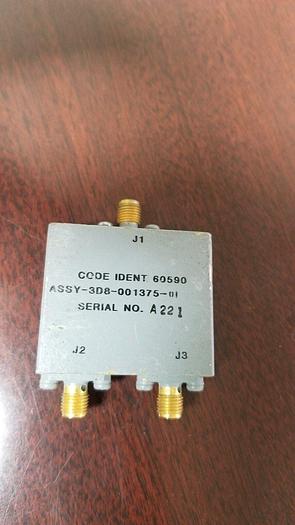 J1
CODE IDENT 60590
ASSY-3D8-001375-01
SERIAL NO. A221
J2 J3